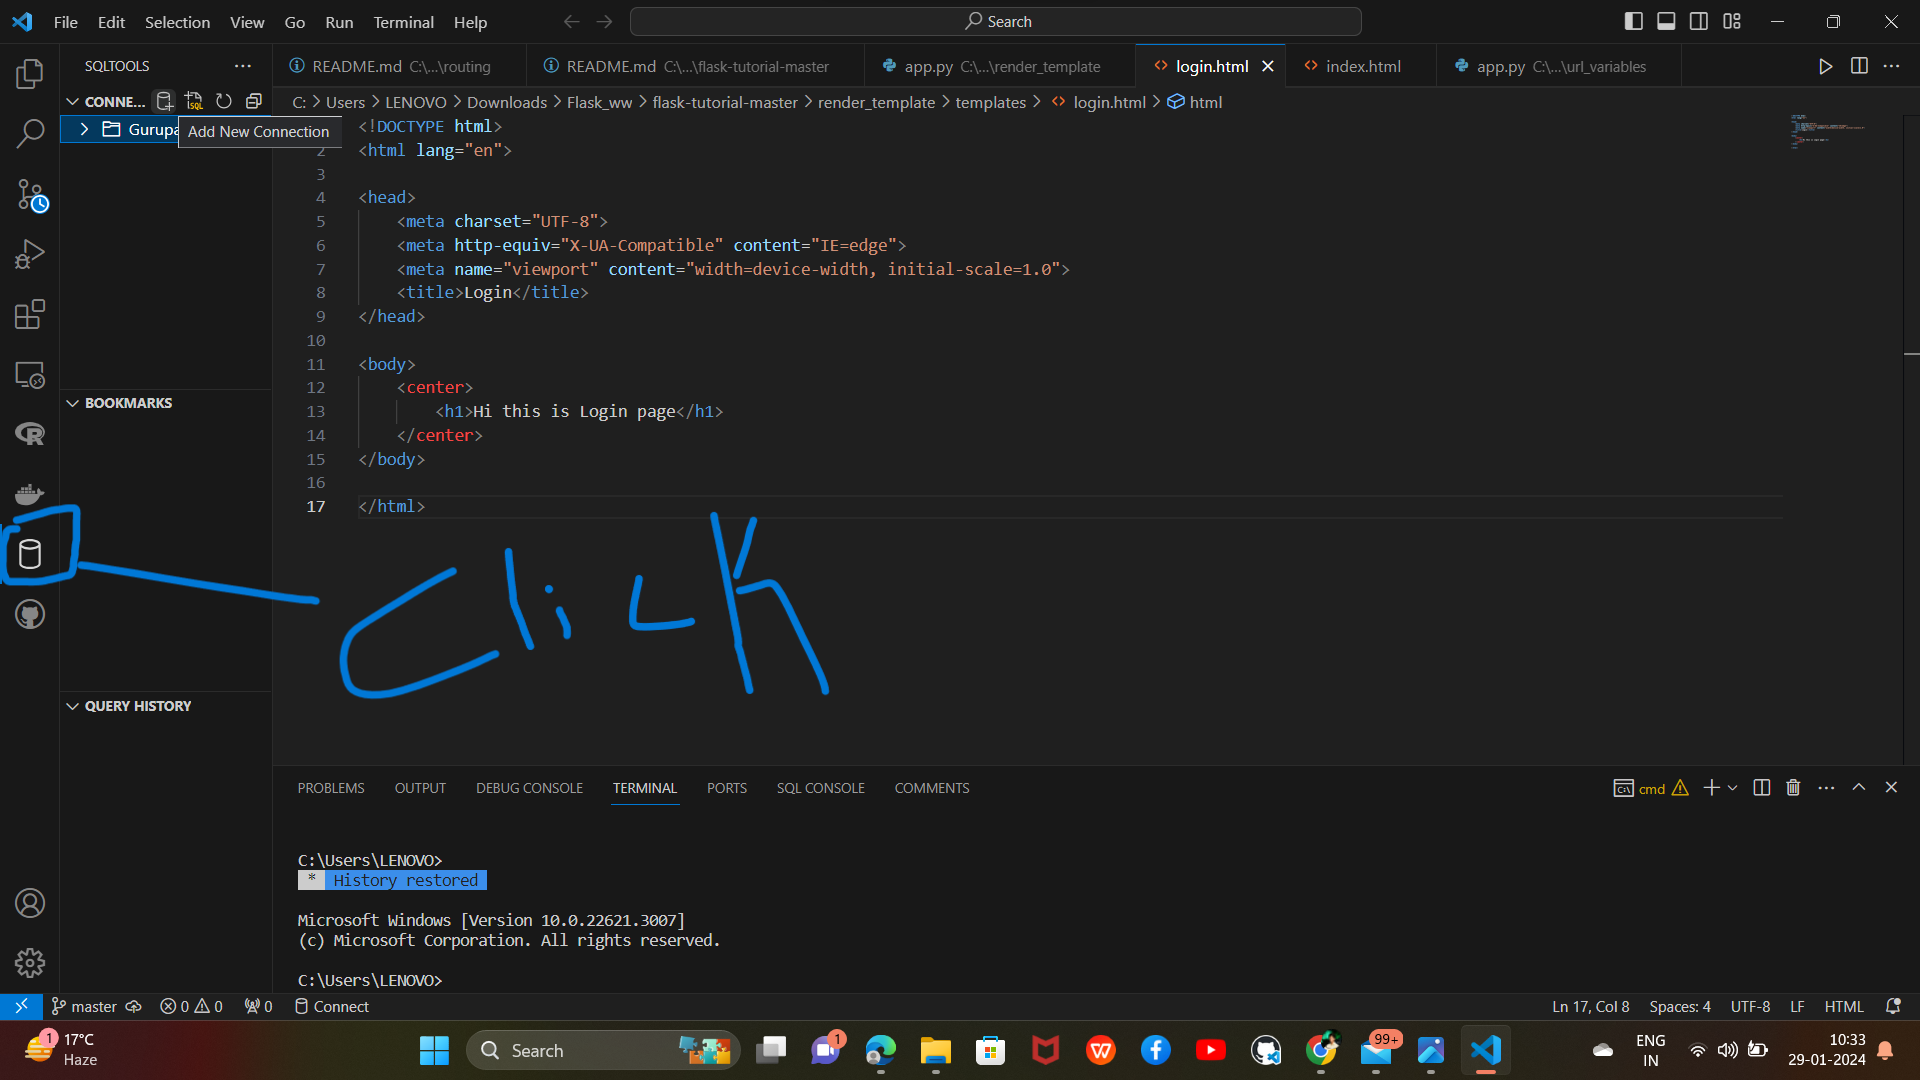 File Edit Selection View Go Run Terminal Help Search
SQLTOOLS
README.md C:\...\routing README.md C:\...\flask-tutorial-master app.py C:\...\render_template login.html index.html app.py C:\...\url_variables
CONNE...
C: > Users > LENOVO > Downloads > Flask_ww > flask-tutorial-master > render_template > templates > login.html > html
Gurupa
Add New Connection
<!DOCTYPE html>
2 <html lang="en">
3
4 <head>
5 <meta charset="UTF-8">
6 <meta http-equiv="X-UA-Compatible" content="IE=edge">
7 <meta name="viewport" content="width=device-width, initial-scale=1.0">
8 <title>Login</title>
9 </head>
10
11 <body>
12 <center>
13 <h1>Hi this is Login page</h1>
14 </center>
15 </body>
16
17 </html>
BOOKMARKS
Click
QUERY HISTORY
PROBLEMS OUTPUT DEBUG CONSOLE TERMINAL PORTS SQL CONSOLE COMMENTS cmd
C:\Users\LENOVO>
* History restored
Microsoft Windows [Version 10.0.22621.3007]
(c) Microsoft Corporation. All rights reserved.
C:\Users\LENOVO>
master 0 0 0 Connect Ln 17, Col 8 Spaces: 4 UTF-8 LF HTML
1 17°C
Haze
Search 1 99+
ENG
IN
10:33
29-01-2024